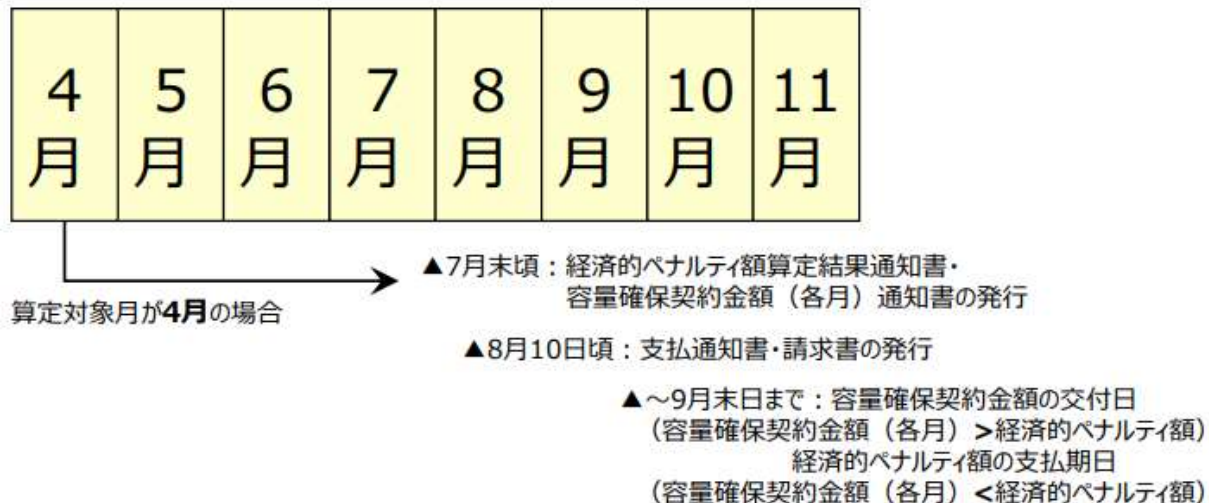 4月 5月 6月 7月 8月 9月 10月 11月
算定対象月が4月の場合
▲7月末頃：経済的ペナルティ額算定結果通知書・
容量確保契約金額（各月）通知書の発行
▲8月10日頃：支払通知書・請求書の発行
▲～9月末日まで：容量確保契約金額の交付日
（容量確保契約金額（各月）>経済的ペナルティ額）
経済的ペナルティ額の支払期日
（容量確保契約金額（各月）<経済的ペナルティ額）